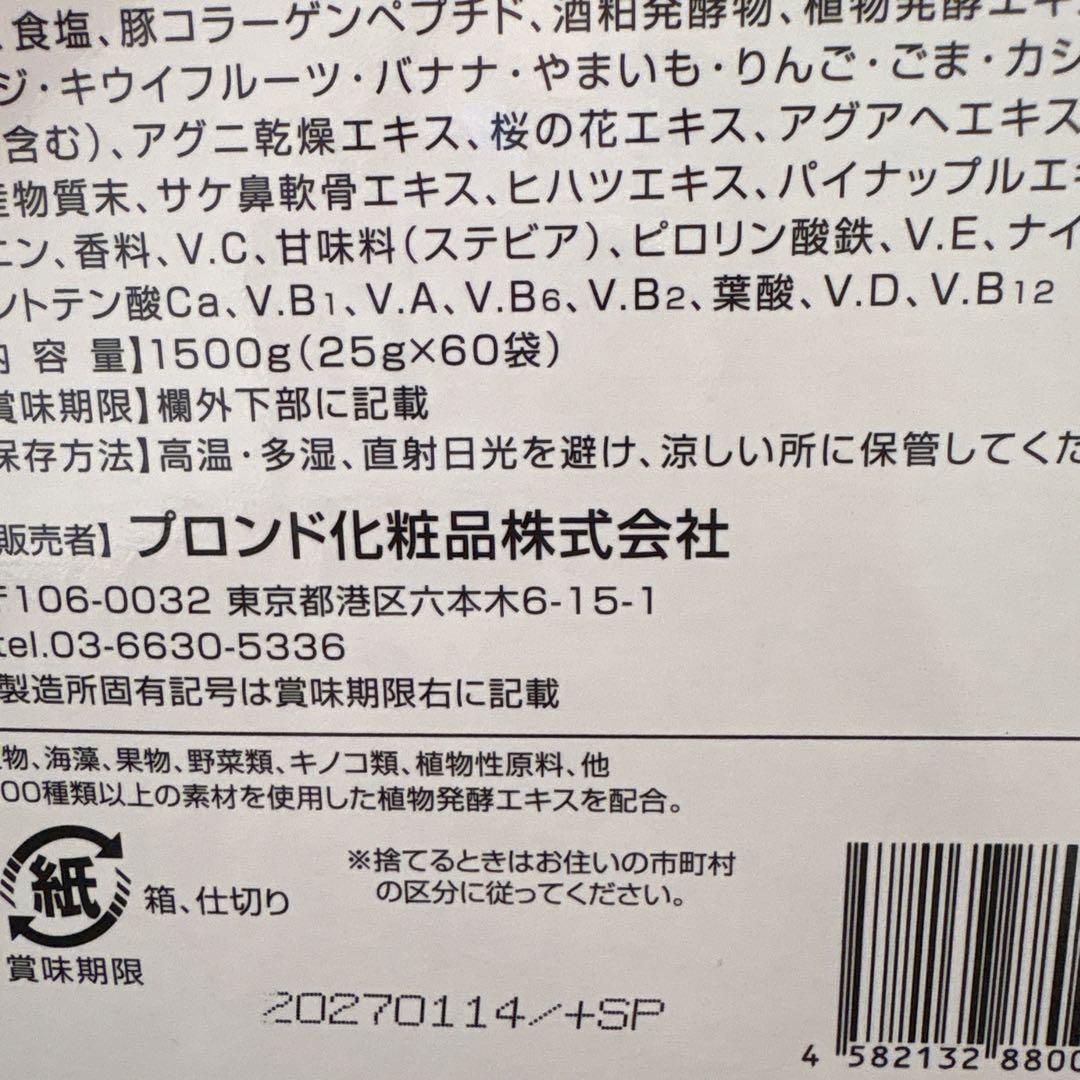 、食塩、豚コラーゲンペプチド、酒粕発酵物、植物発酵エキ
ジ・キウイフルーツ・バナナ・やまいも・りんご・ごま・カシ
含む)、アグニ乾燥エキス、桜の花エキス、アグアヘエキス
物質末、サケ鼻軟骨エキス、ヒハツエキス、パイナップルエキ
ニン、香料、V.C、甘味料(ステビア)、ピロリン酸鉄、V.E、ナイ
ントテン酸Ca、V.B1、V.A、V.B6、V.B2、葉酸、V.D、V.B12
内容量】1500g(25g×60袋)
賞味期限】欄外下部に記載
保存方法】高温・多湿、直射日光を避け、涼しい所に保管してくだ
販売者】プロンド化粧品株式会社
〒106-0032 東京都港区六本木6-15-1
tel.03-6630-5336
製造所固有記号は賞味期限右に記載
物、海藻、果物、野菜類、キノコ類、植物性原料、他
00種類以上の素材を使用した植物発酵エキスを配合。
紙 箱、仕切り
※捨てるときはお住いの市町村
の区分に従ってください。
賞味期限
20270114/+SP
4 582132 8800